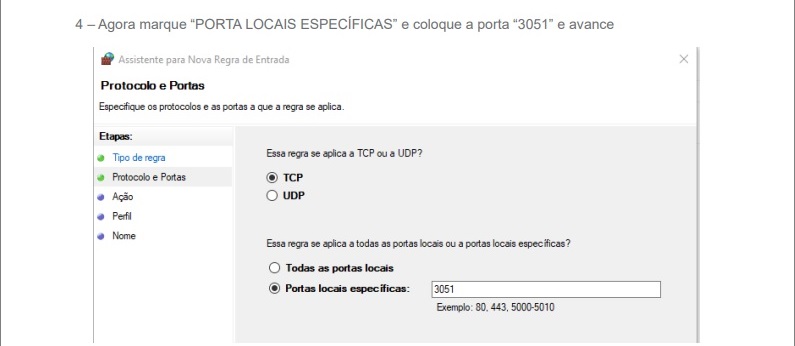 4 – Agora marque “PORTA LOCAIS ESPECÍFICAS” e coloque a porta “3051” e avance
Assistente para Nova Regra de Entrada
Protocolo e Portas
Especifique os protocolos e as portas a que a regra se aplica.
Etapas:
Tipo de regra
Protocolo e Portas
Ação
Perfil
Nome
Essa regra se aplica a TCP ou a UDP?
TCP
UDP
Essa regra se aplica a todas as portas locais ou a portas locais específicas?
Todas as portas locais
Portas locais específicas: 3051
Exemplo: 80, 443, 5000-5010